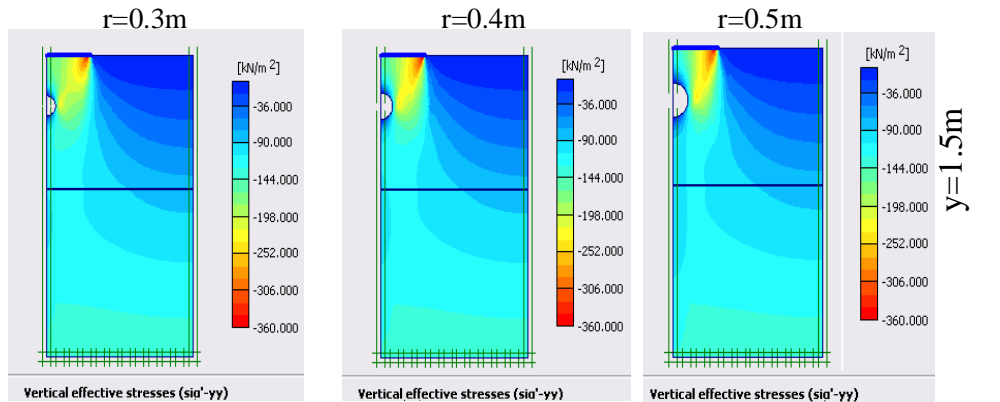 r=0.3m
r=0.4m
r=0.5m
[kN/m 2]
-36.000
-90.000
-144.000
-198.000
-252.000
-306.000
-360.000
Vertical effective stresses (sig'-yy)
[kN/m 2]
-36.000
-90.000
-144.000
-198.000
-252.000
-306.000
-360.000
Vertical effective stresses (sig'-yy)
[kN/m 2]
-36.000
-90.000
-144.000
-198.000
-252.000
-306.000
-360.000
Vertical effective stresses (sig'-yy)
y=1.5m